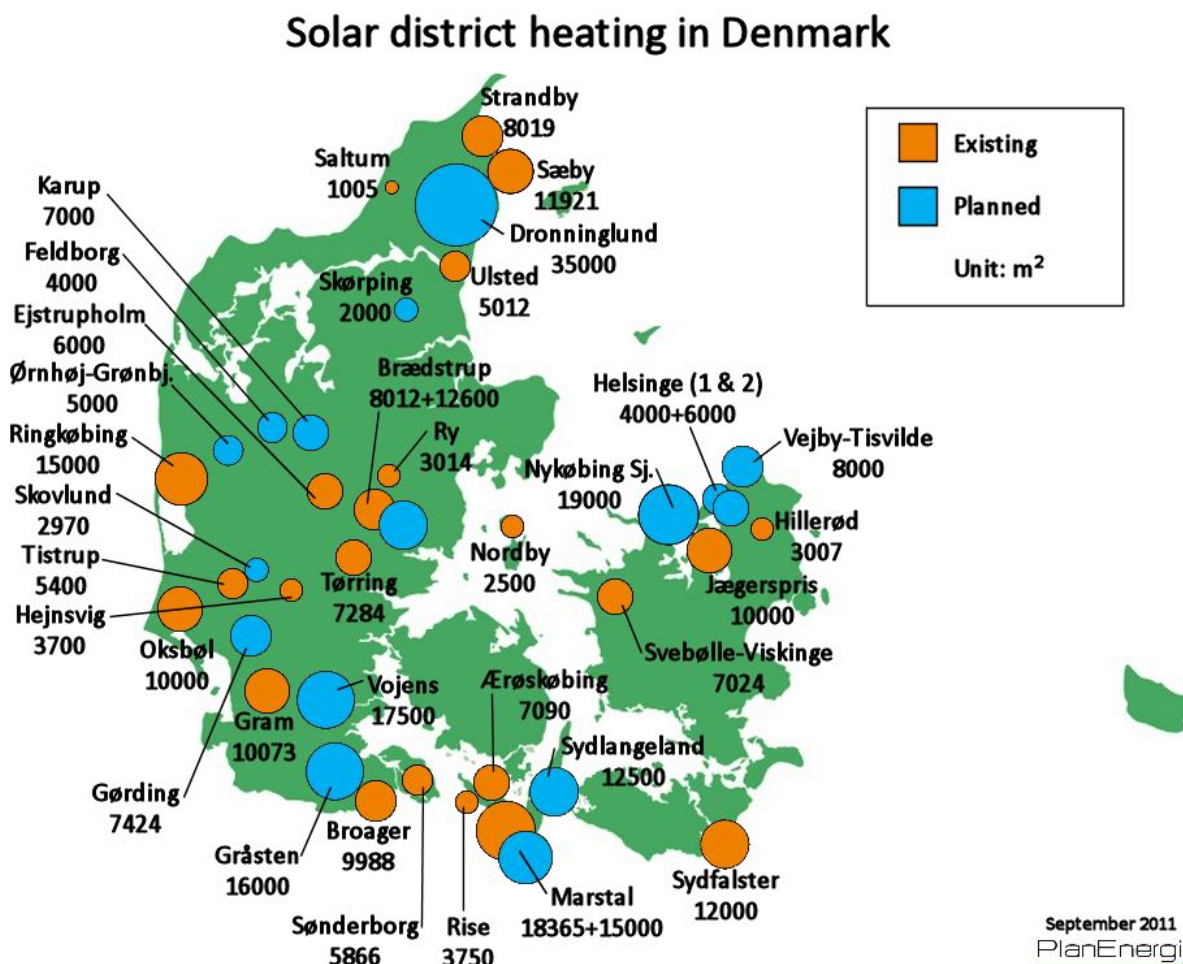 Solar district heating in Denmark
Strandby
8019
Saltum
1005
Sæby
11921
Karup
7000
Dronninglund
35000
Feldborg
4000
Skørping
2000
Ulsted
5012
Ejstrupholm
6000
Ørnhøj-Grønbj.
5000
Brædstrup
8012+12600
Helsinge (1 & 2)
4000+6000
Ringkøbing
15000
Ry
3014
Vejby-Tisvilde
8000
Nykøbing Sj.
19000
Skovlund
2970
Hillerød
3007
Tistrup
5400
Nordby
2500
Tørring
7284
Jægerspris
10000
Hejnsvig
3700
Oksbøl
10000
Svebølle-Viskinge
7024
Ærøskøbing
7090
Vojens
17500
Gram
10073
Sydlangeland
12500
Gørding
7424
Broager
9988
Gråsten
16000
Sydfalster
12000
Marstal
18365+15000
Sønderborg
5866
Rise
3750
Existing
Planned
Unit: m²
September 2011
PlanEnergi